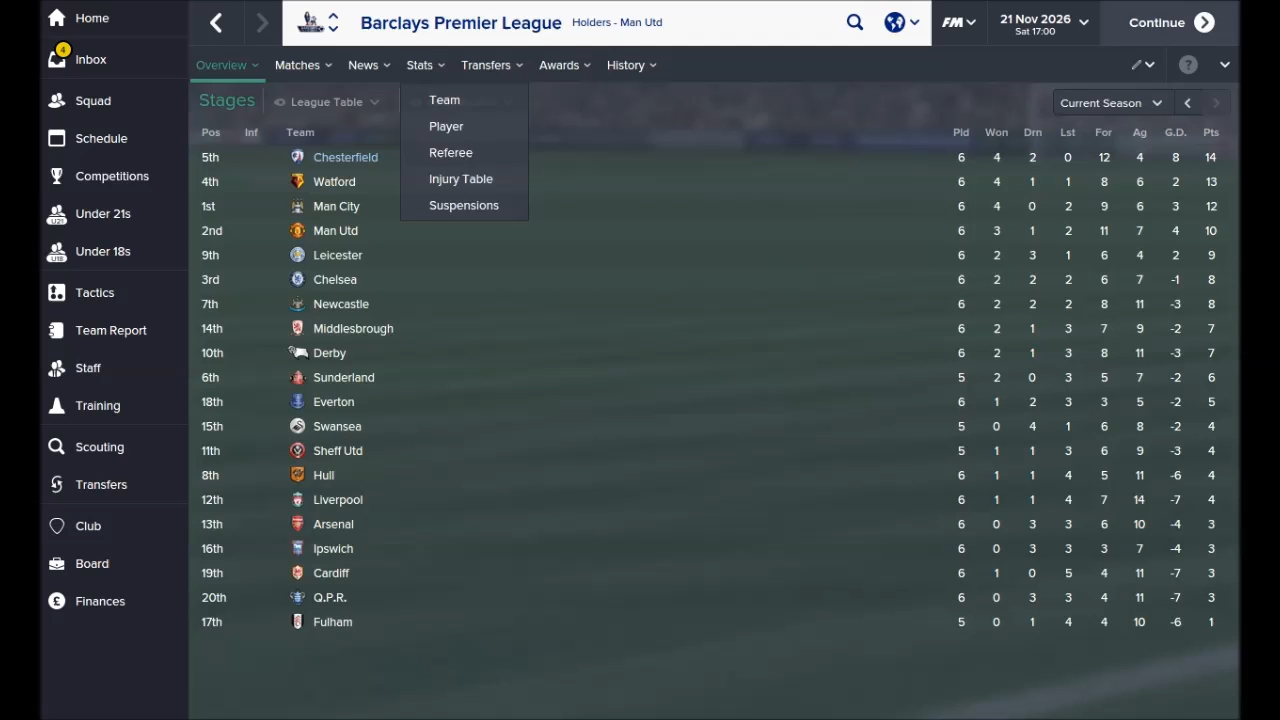 Home
Barclays Premier League Holders - Man Utd
FM 21 Nov 2026
Sat 17:00
Continue
4
Inbox
Overview Matches News Stats Transfers Awards History
?
Squad
Schedule
Competitions
Under 21s
U21
Under 18s
U18
Tactics
Team Report
Staff
Training
Scouting
Transfers
Club
Board
£ Finances
Stages League Table
Team
Player
Referee
Injury Table
Suspensions
Current Season
Pos Inf Team Pld Won Drn Lst For Ag G.D. Pts
5th Chesterfield 6 4 2 0 12 4 8 14
4th Watford 6 4 1 1 8 6 2 13
1st Man City 6 4 0 2 9 6 3 12
2nd Man Utd 6 3 1 2 11 7 4 10
9th Leicester 6 2 3 1 6 4 2 9
3rd Chelsea 6 2 2 2 6 7 -1 8
7th Newcastle 6 2 2 2 8 11 -3 8
14th Middlesbrough 6 2 1 3 7 9 -2 7
10th Derby 6 2 1 3 8 11 -3 7
6th Sunderland 5 2 0 3 5 7 -2 6
18th Everton 6 1 2 3 3 5 -2 5
15th Swansea 5 0 4 1 6 8 -2 4
11th Sheff Utd 5 1 1 3 6 9 -3 4
8th Hull 6 1 1 4 5 11 -6 4
12th Liverpool 6 1 1 4 7 14 -7 4
13th Arsenal 6 0 3 3 6 10 -4 3
16th Ipswich 6 0 3 3 3 7 -4 3
19th Cardiff 6 1 0 5 4 11 -7 3
20th Q.P.R. 6 0 3 3 4 11 -7 3
17th Fulham 5 0 1 4 4 10 -6 1